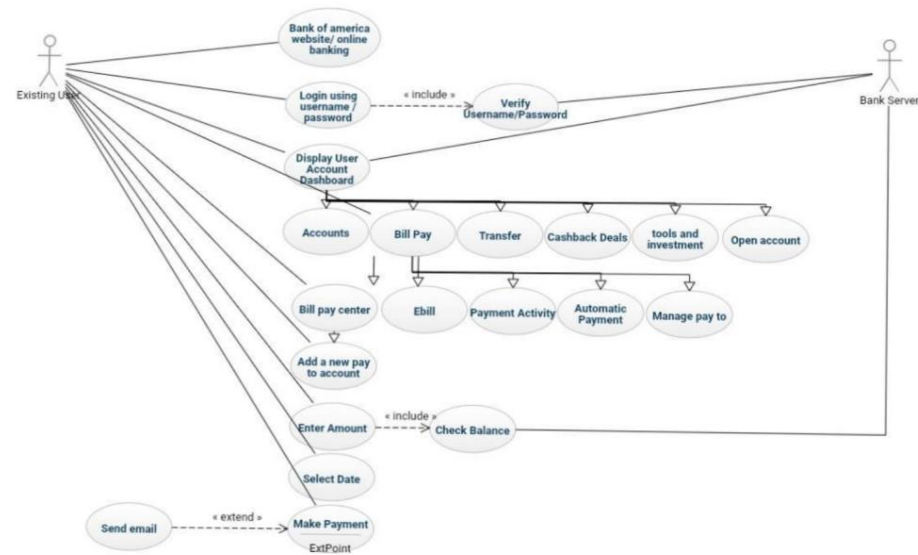 Bank of america
website/ online
banking
Existing User
Login using
username /
password
« include »
Verify
Username/Password
Bank Server
Display User
Account
Dashboard
Accounts
Bill Pay
Transfer
Cashback Deals
tools and
investment
Open account
Bill pay center
Ebill
Payment Activity
Automatic
Payment
Manage pay to
Add a new pay
to account
Enter Amount
« include »
Check Balance
Select Date
Send email
« extend »
Make Payment
ExtPoint